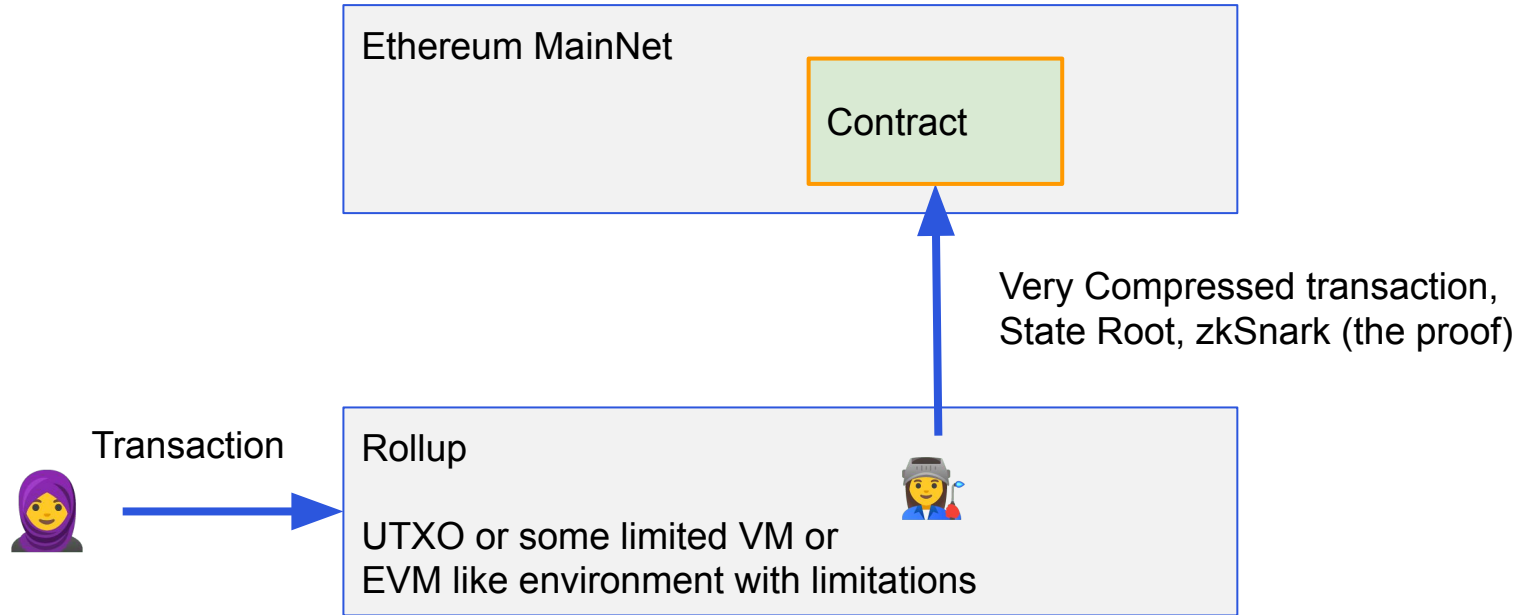 Ethereum MainNet
Contract
Very Compressed transaction,
State Root, zkSnark (the proof)
Transaction
Rollup
UTXO or some limited VM or
EVM like environment with limitations